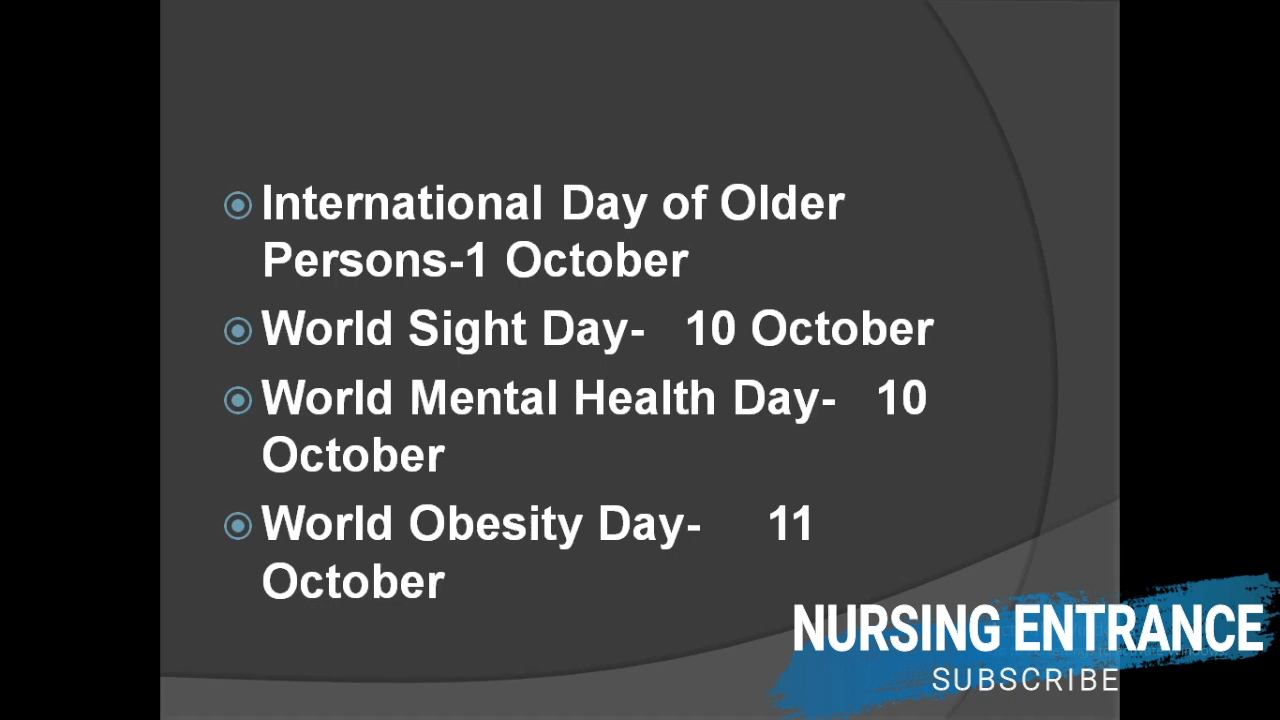 International Day of Older
Persons-1 October
World Sight Day- 10 October
World Mental Health Day- 10
October
World Obesity Day- 11
October
NURSING ENTRANCE
SUBSCRIBE